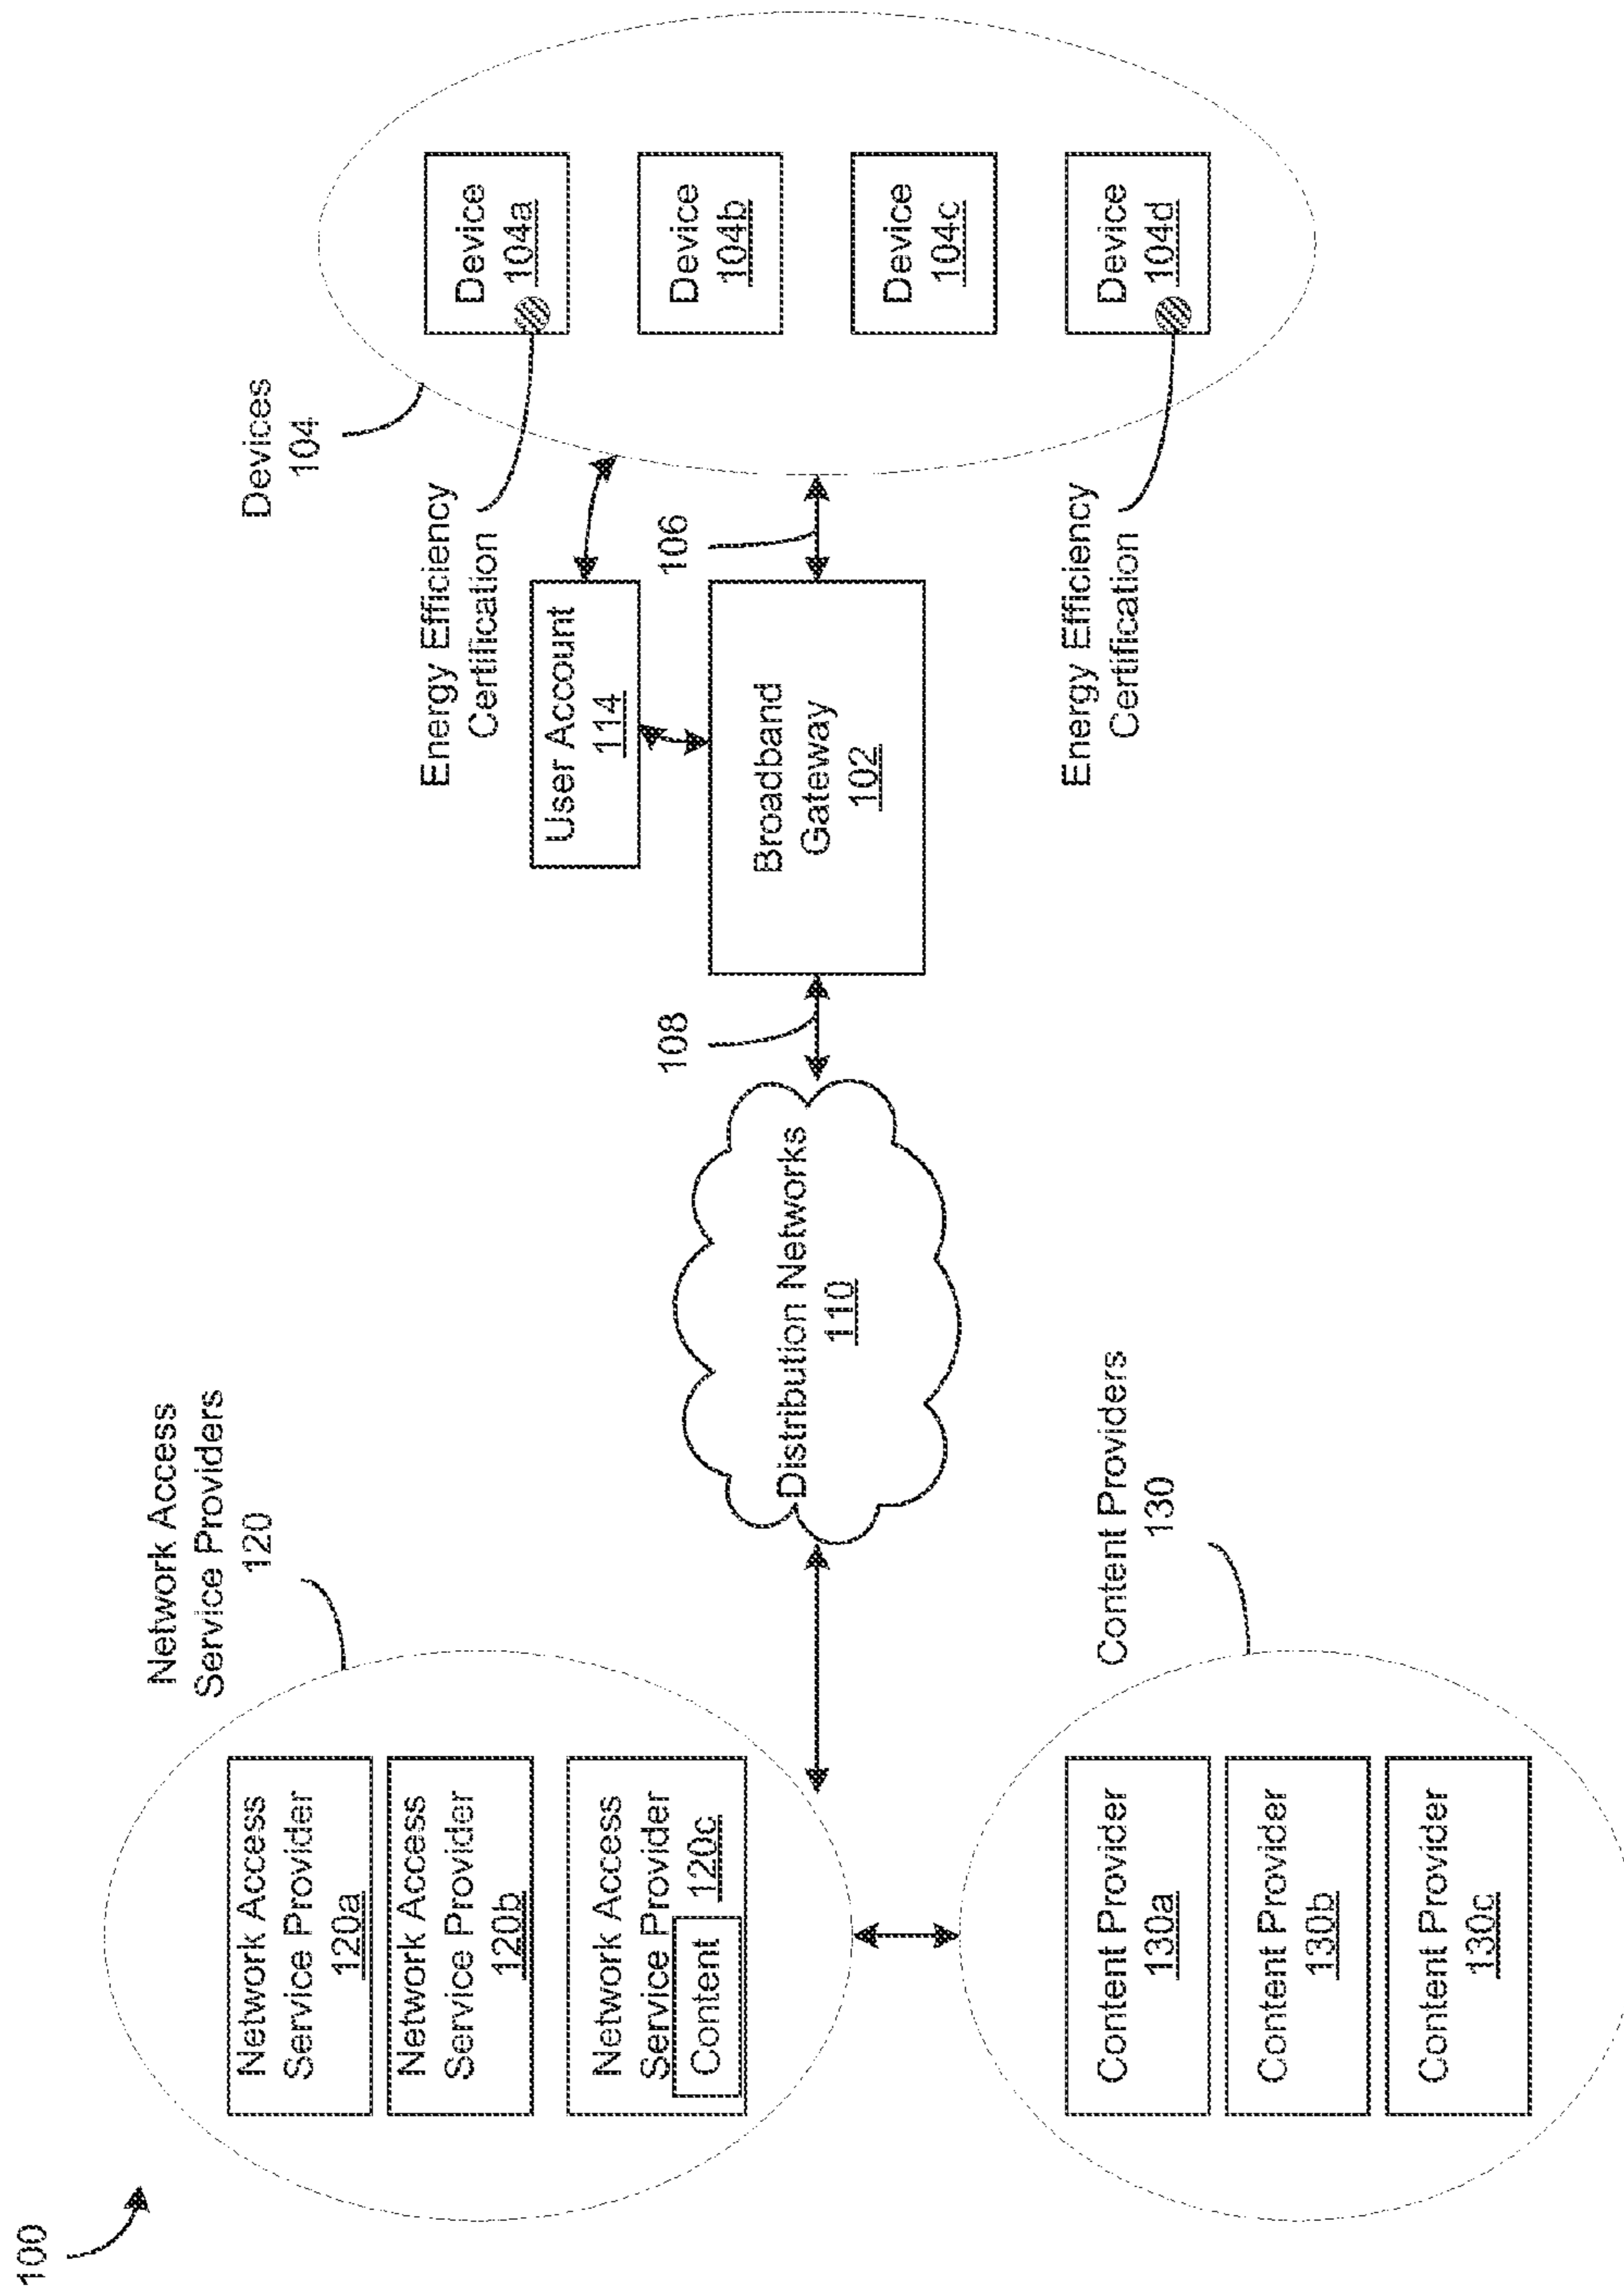 100
Network Access
Service Providers
120
Network Access
Service Provider
120a
Network Access
Service Provider
120b
Network Access
Service Provider
120c
Content
Content Providers
130
Content Provider
130a
Content Provider
130b
Content Provider
130c
Distribution Networks
110
108
Broadband
Gateway
102
User Account
114
106
Devices
104
Energy Efficiency
Certification
Device
104a
Device
104b
Device
104c
Device
104d
Energy Efficiency
Certification